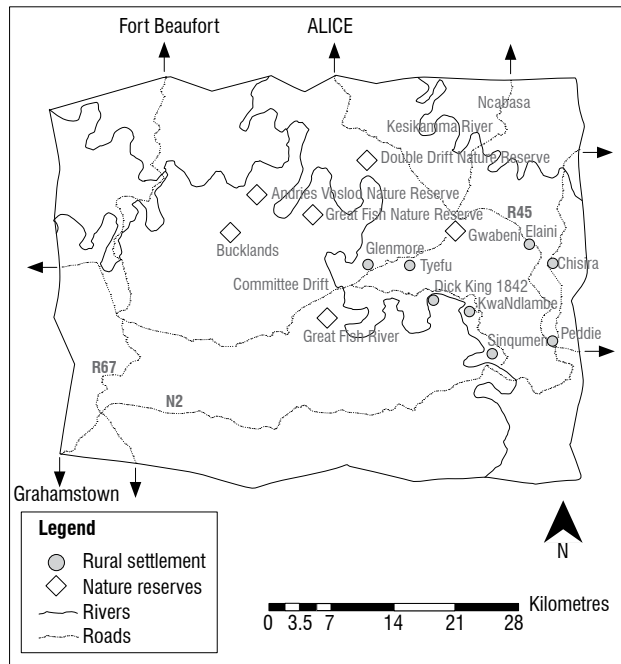 Fort Beaufort
ALICE
Ncabasa
Kesikamma River
Double Drift Nature Reserve
Andries Vosloo Nature Reserve
Great Fish Nature Reserve
R45
Bucklands
Gwabeni
Elaini
Glenmore
Tyefu
Chisira
Committee Drift
Dick King 1842
KwaNdlambe
Great Fish River
Sinqumeni
Peddie
R67
N2
Grahamstown
Legend
Rural settlement
Nature reserves
Rivers
Roads
N
Kilometres
0 3.5 7 14 21 28